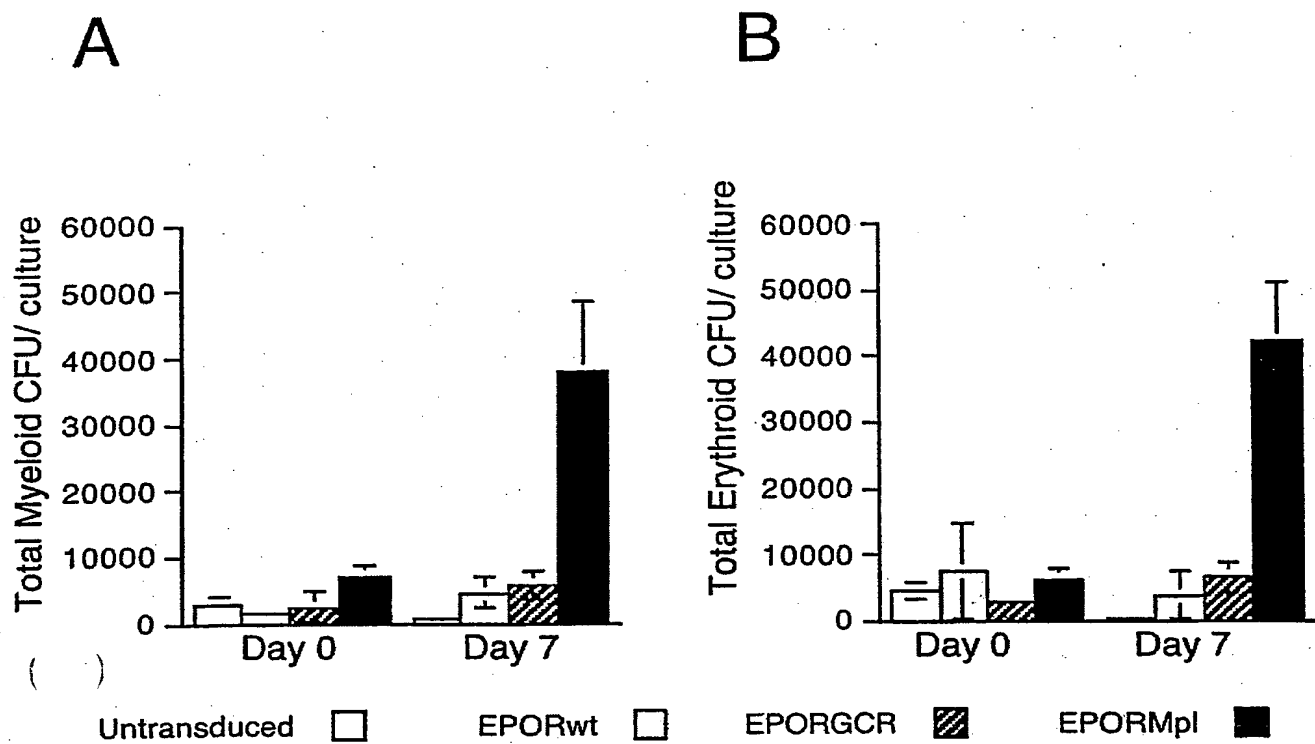 A
B
Total Myeloid CFU/ culture
60000
50000
40000
30000
20000
10000
0
Day 0
Day 7
Total Erythroid CFU/ culture
60000
50000
40000
30000
20000
10000
0
Day 0
Day 7
( )
Untransduced
EPORwt
EPORGCR
EPORMpl